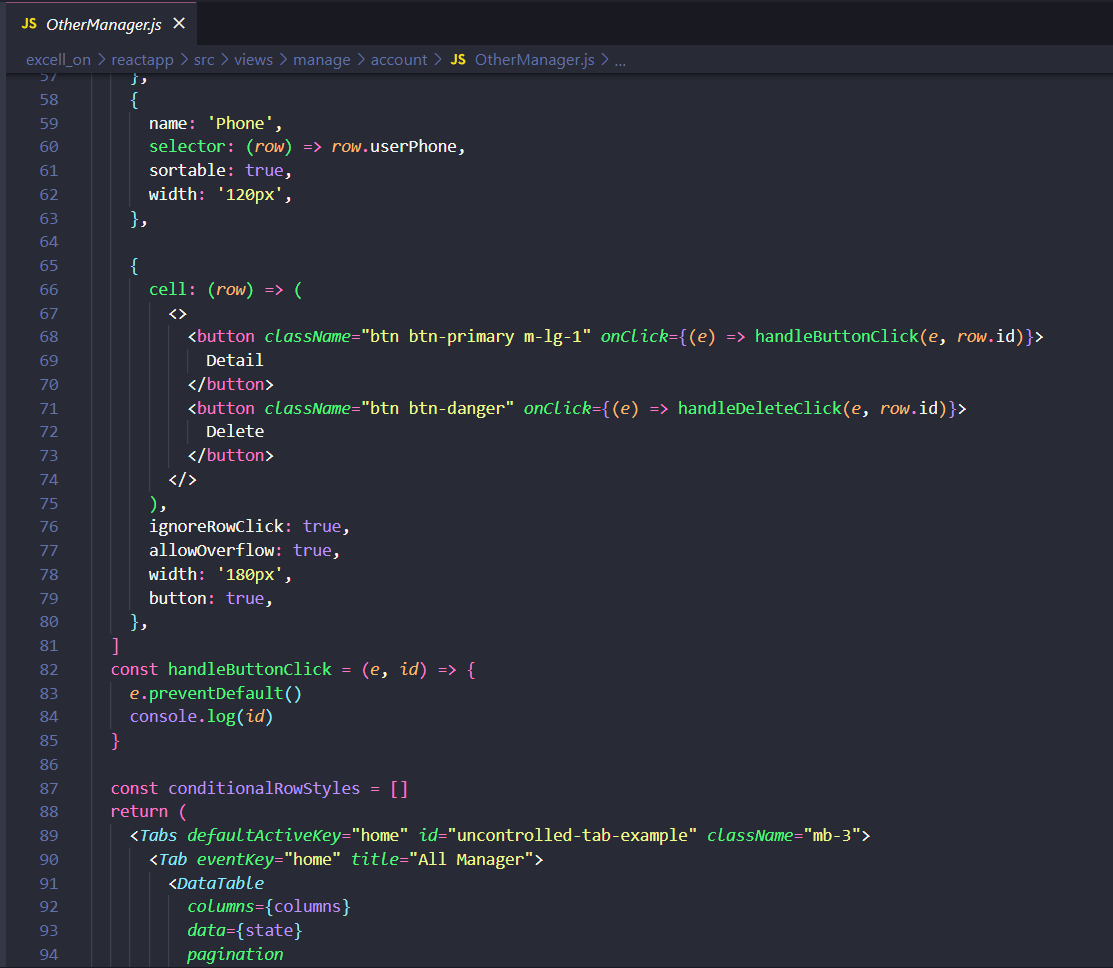 JS OtherManager.js ×
excell_on > reactapp > src > views > manage > account > JS OtherManager.js > ...
57 },
58 {
59 name: 'Phone',
60 selector: (row) => row.userPhone,
61 sortable: true,
62 width: '120px',
63 },
64
65 {
66 cell: (row) => (
67 <>
68 <button className="btn btn-primary m-lg-1" onClick={(e) => handleButtonClick(e, row.id)}>
69 Detail
70 </button>
71 <button className="btn btn-danger" onClick={(e) => handleDeleteClick(e, row.id)}>
72 Delete
73 </button>
74 </>
75 ),
76 ignoreRowClick: true,
77 allowOverflow: true,
78 width: '180px',
79 button: true,
80 },
81 ]
82 const handleButtonClick = (e, id) => {
83 e.preventDefault()
84 console.log(id)
85 }
86
87 const conditionalRowStyles = []
88 return (
89 <Tabs defaultActiveKey="home" id="uncontrolled-tab-example" className="mb-3">
90 <Tab eventKey="home" title="All Manager">
91 <DataTable
92 columns={columns}
93 data={state}
94 pagination